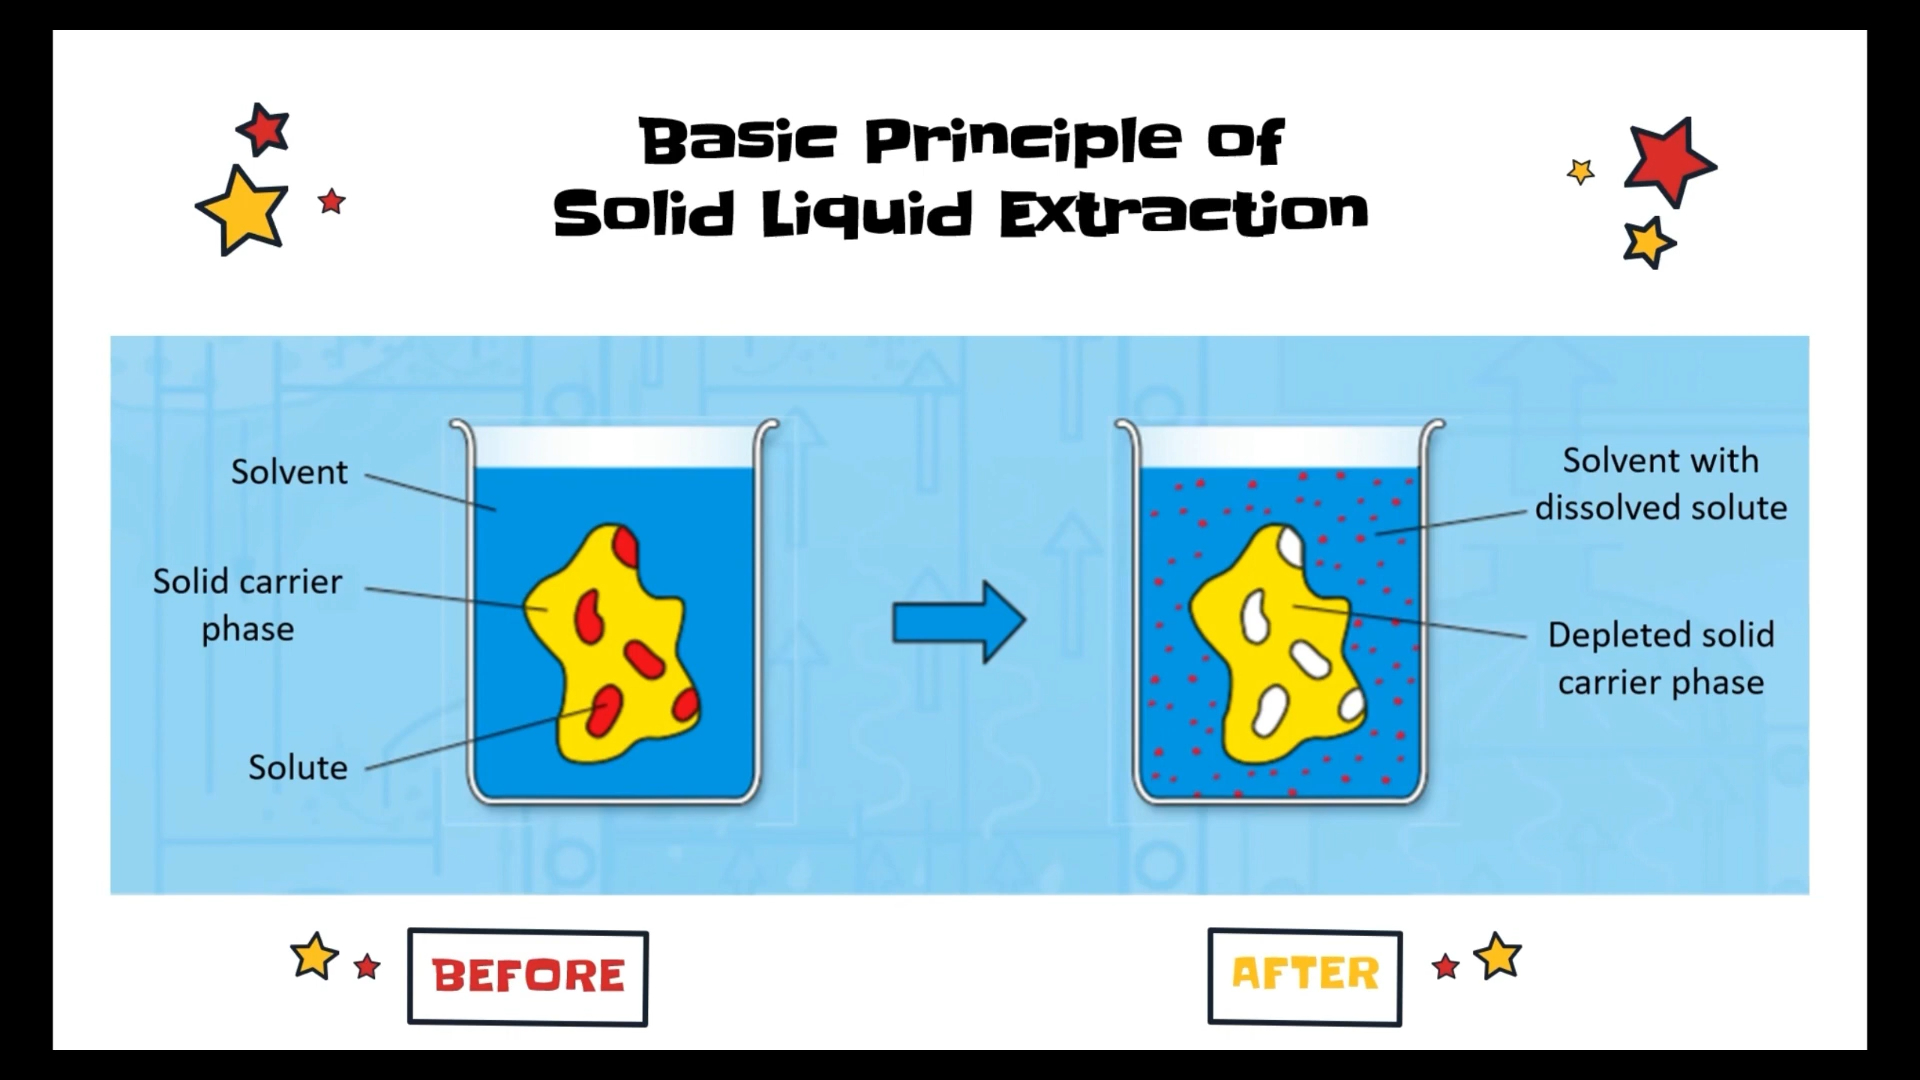 Basic Principle of
Solid Liquid Extraction
Solvent
Solid carrier
phase
Solute
Solvent with
dissolved solute
Depleted solid
carrier phase
BEFORE
AFTER